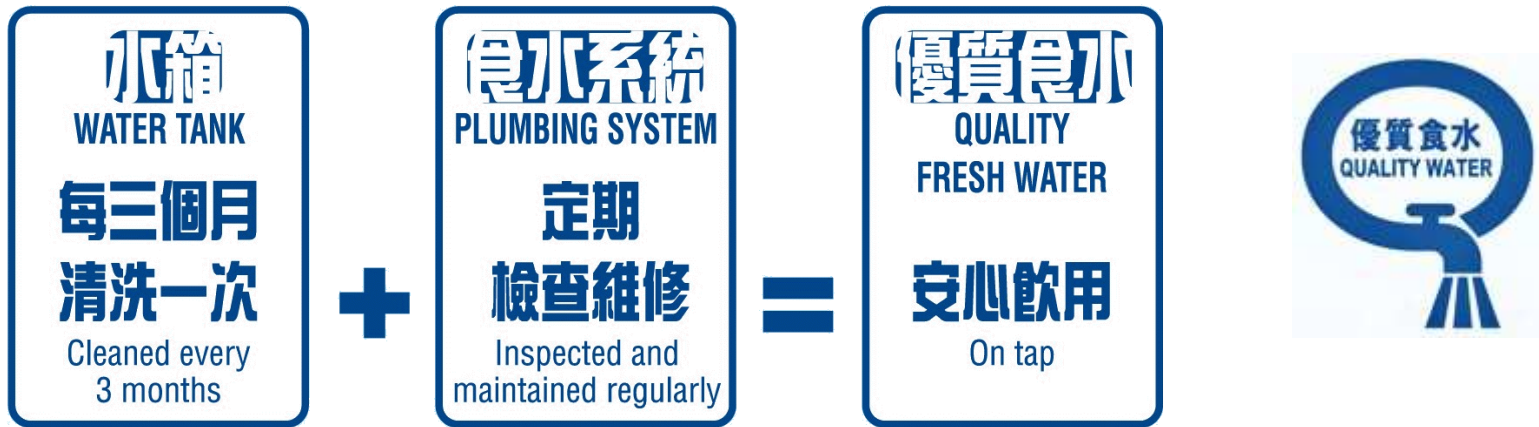 水箱
WATER TANK
每三個月
清洗一次
Cleaned every
3 months
+
食水系統
PLUMBING SYSTEM
定期
檢查維修
Inspected and
maintained regularly
=
優質食水
QUALITY
FRESH WATER
安心飲用
On tap
優質食水
QUALITY WATER